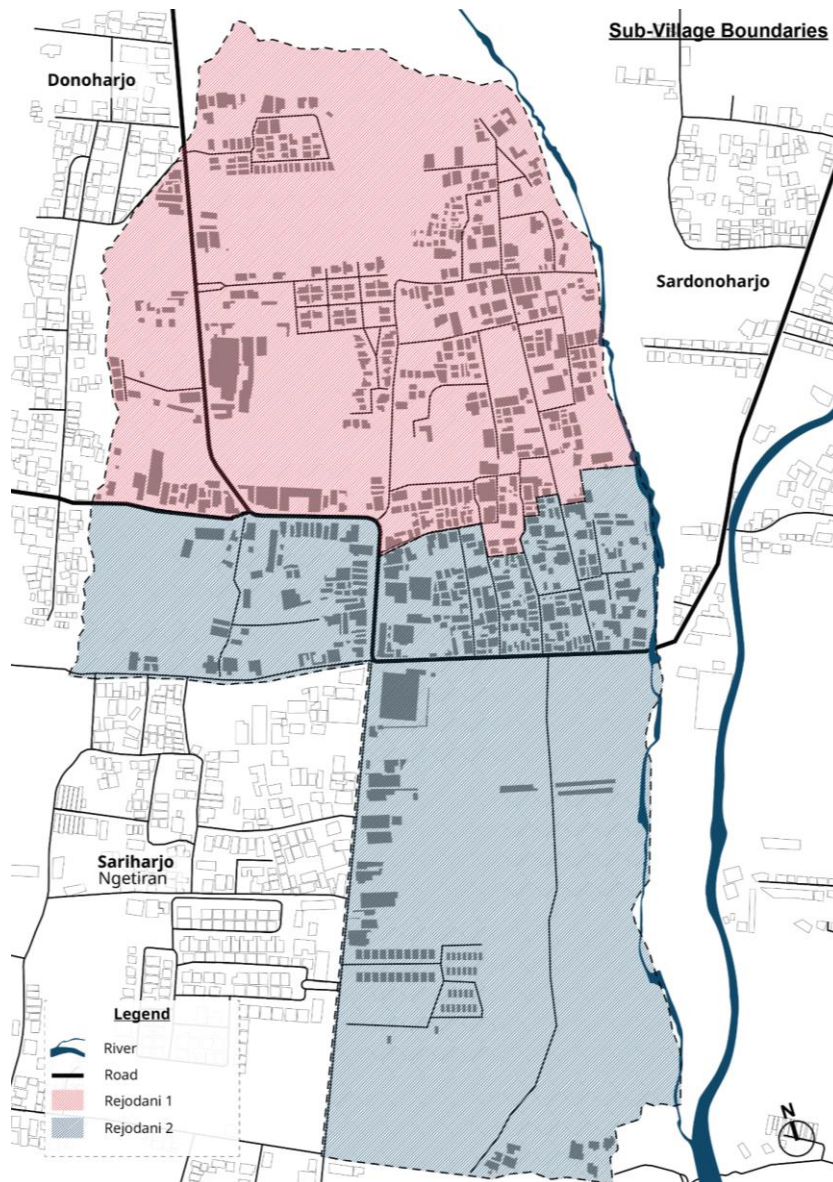 Sub-Village Boundaries
Donoharjo
Sardonoharjo
Sariharjo
Ngetiran
Legend
River
Road
Rejodani 1
Rejodani 2
N